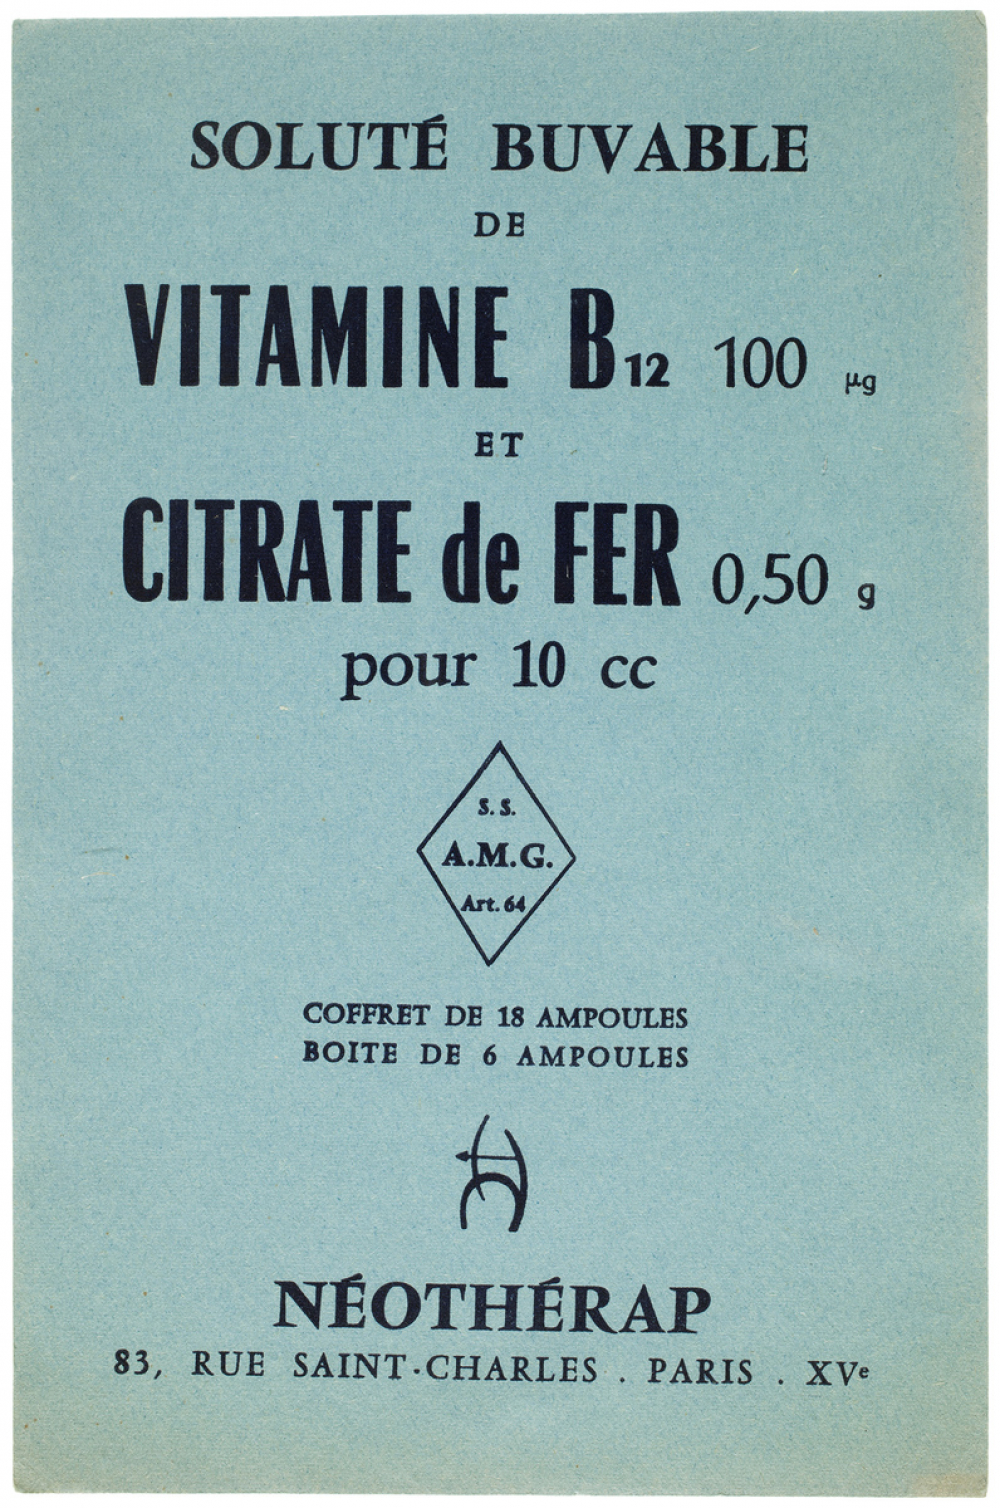 SOLUTÉ BUVABLE
DE
VITAMINE B12 100 µg
ET
CITRATE de FER 0,50 g
pour 10 cc
S. S.
A.M.G.
Art. 64
COFFRET DE 18 AMPOULES
BOITE DE 6 AMPOULES
NÉOTHÉRAP
83, RUE SAINT-CHARLES . PARIS . XVe